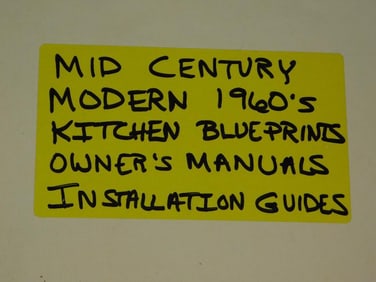 MID CENTURY
MODERN 1960's
KITCHEN BLUEPRINTS
OWNER'S MANUALS
INSTALLATION GUIDES